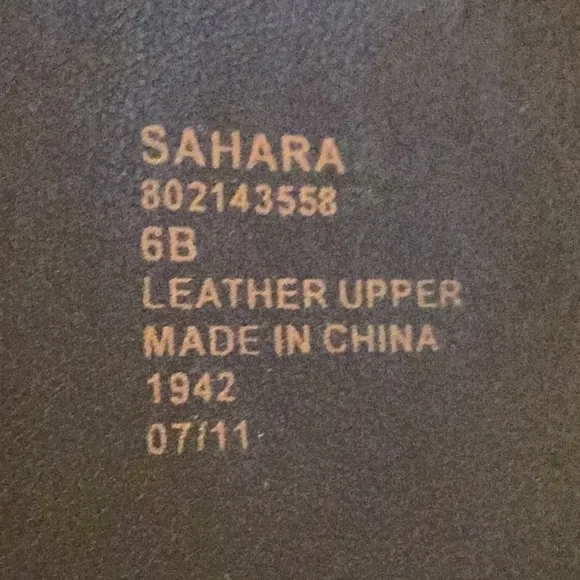 SAHARA
802143558
6B
LEATHER UPPER
MADE IN CHINA
1942
07/11